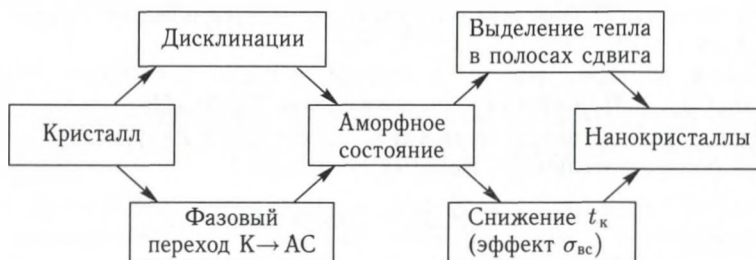 Дисклинации
Выделение тепла
в полосах сдвига
Кристалл
Аморфное
состояние
Нанокристаллы
Фазовый
переход К→АС
Снижение tк
(эффект σвс)